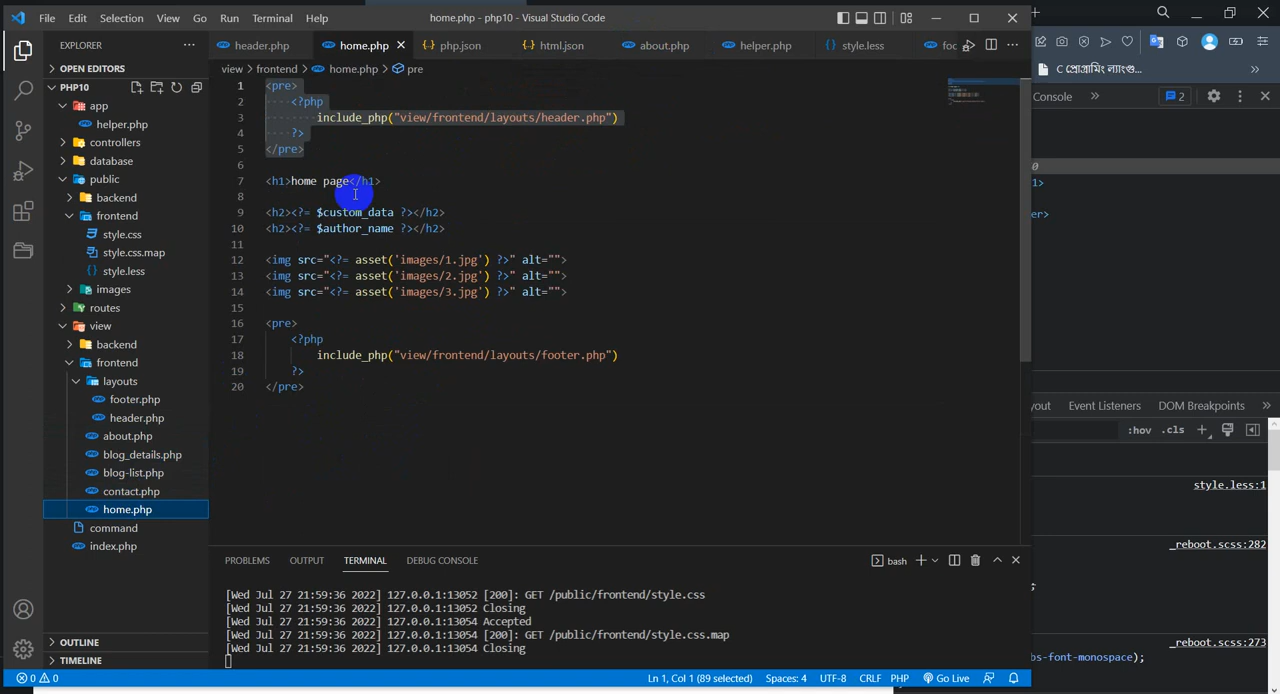 File Edit Selection View Go Run Terminal Help
home.php - php10 - Visual Studio Code
EXPLORER
OPEN EDITORS
PHP10
app
helper.php
controllers
database
public
backend
frontend
style.css
style.css.map
style.less
images
routes
view
backend
frontend
layouts
footer.php
header.php
about.php
blog_details.php
blog-list.php
contact.php
home.php
command
index.php
OUTLINE
TIMELINE
header.php home.php php.json html.json about.php helper.php style.less
view > frontend > home.php > pre
1 <pre>
2 <?php
3 include_php("view/frontend/layouts/header.php")
4 ?>
5 </pre>
6
7 <h1>home page</h1>
8
9 <h2><?= $custom_data ?></h2>
10 <h2><?= $author_name ?></h2>
11
12 <img src="<?= asset('images/1.jpg') ?>" alt="">
13 <img src="<?= asset('images/2.jpg') ?>" alt="">
14 <img src="<?= asset('images/3.jpg') ?>" alt="">
15
16 <pre>
17 <?php
18 include_php("view/frontend/layouts/footer.php")
19 ?>
20 </pre>
PROBLEMS OUTPUT TERMINAL DEBUG CONSOLE
bash
[Wed Jul 27 21:59:36 2022] 127.0.0.1:13052 [200]: GET /public/frontend/style.css
[Wed Jul 27 21:59:36 2022] 127.0.0.1:13052 Closing
[Wed Jul 27 21:59:36 2022] 127.0.0.1:13054 Accepted
[Wed Jul 27 21:59:36 2022] 127.0.0.1:13054 [200]: GET /public/frontend/style.css.map
[Wed Jul 27 21:59:36 2022] 127.0.0.1:13054 Closing
0 0
Ln 1, Col 1 (89 selected) Spaces: 4 UTF-8 CRLF PHP Go Live
C প্রোগ্রামিং ল্যাংগু...
Console 2
Event Listeners DOM Breakpoints
:hov .cls
style.less:1
_reboot.scss:282
_reboot.scss:273
bs-font-monospace);